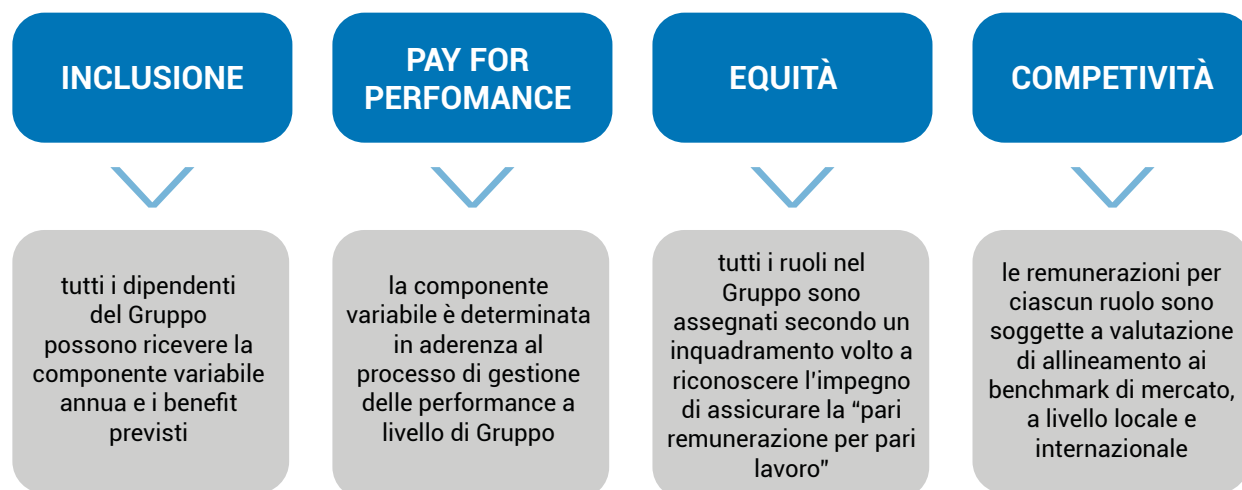 INCLUSIONE
tutti i dipendenti
del Gruppo
possono ricevere la
componente variabile
annua e i benefit
previsti
PAY FOR
PERFOMANCE
la componente
variabile è determinata
in aderenza al
processo di gestione
delle performance a
livello di Gruppo
EQUITÀ
tutti i ruoli nel
Gruppo sono
assegnati secondo un
inquadramento volto a
riconoscere l'impegno
di assicurare la “pari
remunerazione per pari
lavoro”
COMPETIVITÀ
le remunerazioni per
ciascun ruolo sono
soggette a valutazione
di allineamento ai
benchmark di mercato,
a livello locale e
internazionale